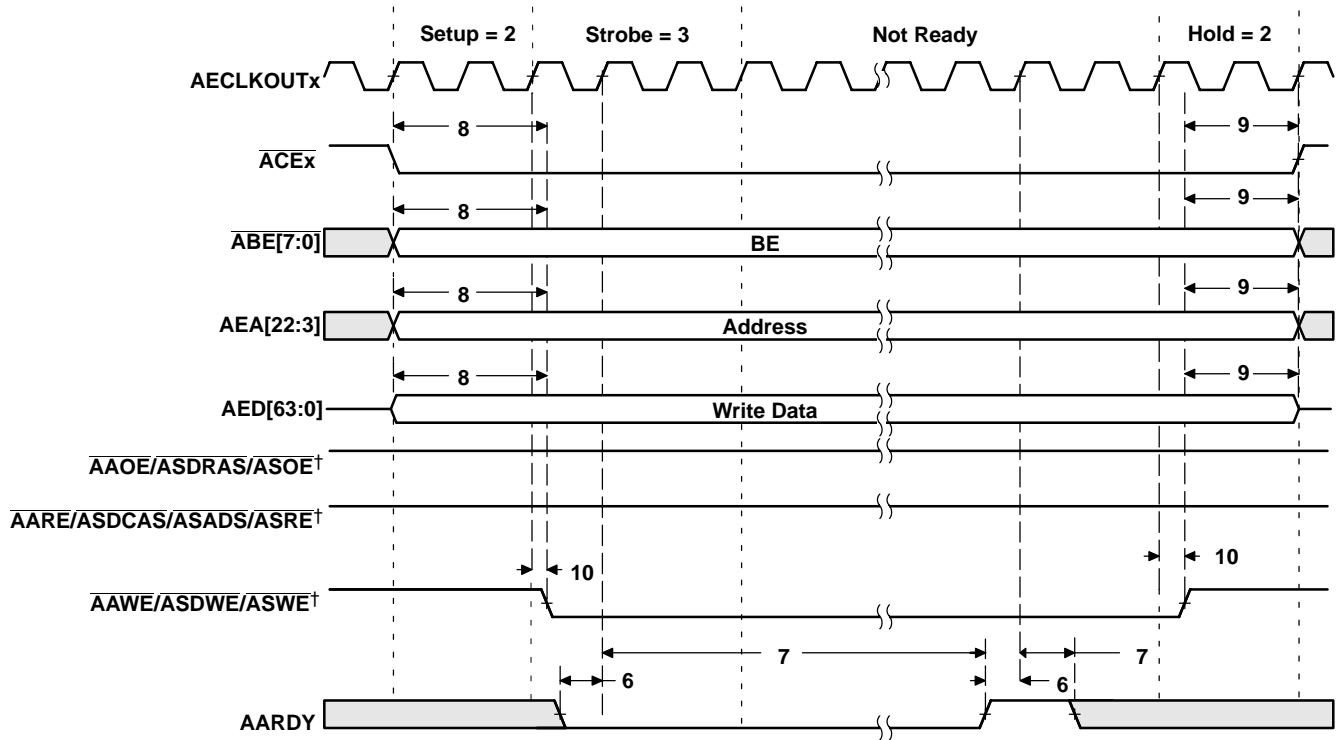 Setup = 2 Strobe = 3 Not Ready Hold = 2
AECLKOUTx
8 9
ACEx
8 9
ABE[7:0] BE
8 9
AEA[22:3] Address
8 9
AED[63:0] Write Data
AAOE/ASDRAS/ASOE†
AARE/ASDCAS/ASADS/ASRE†
10 10
AAWE/ASDWE/ASWE†
7 7
6 6
AARDY